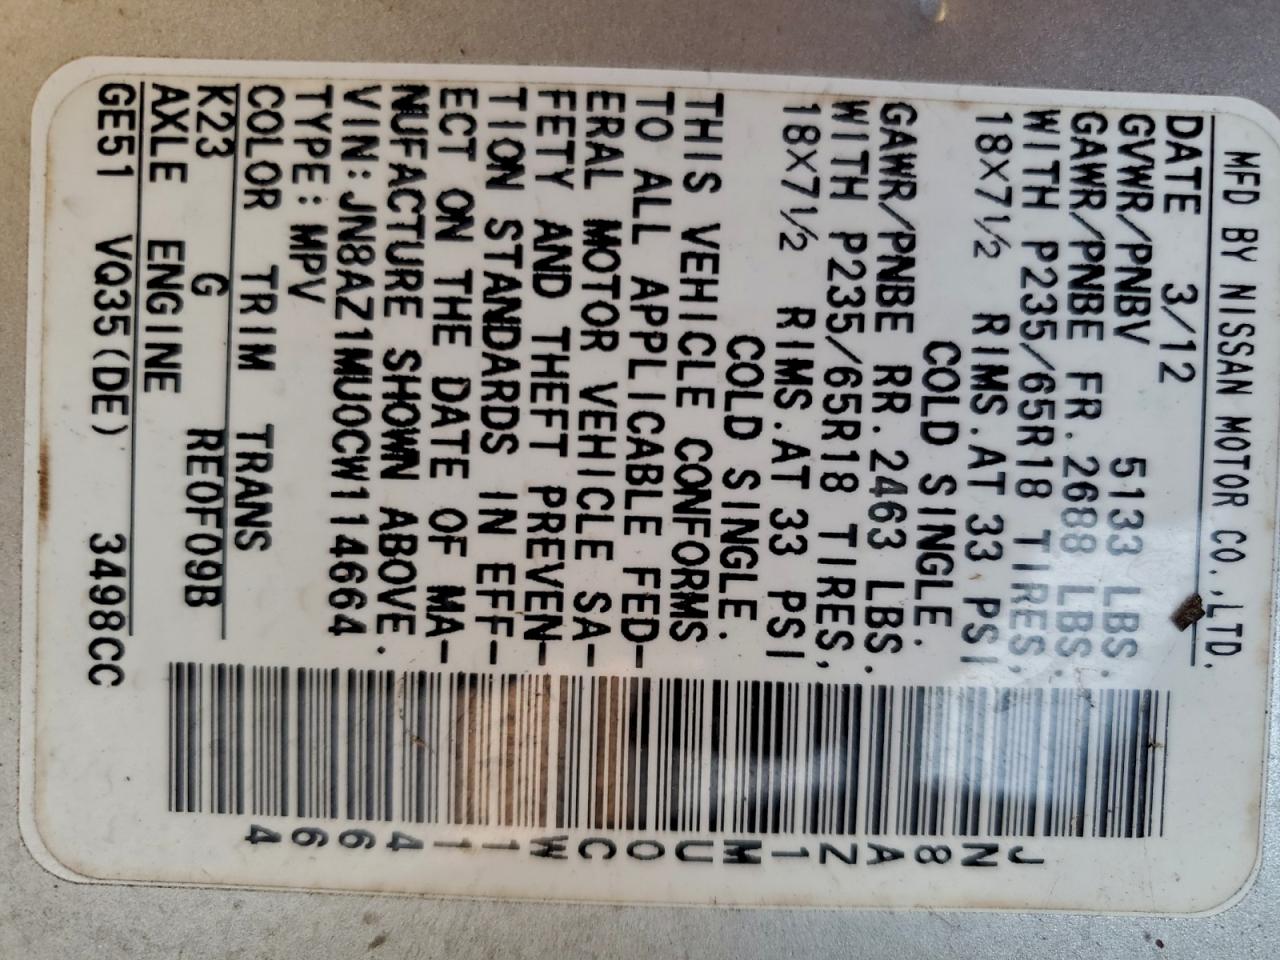 MFD BY NISSAN MOTOR CO.,LTD.
DATE 3/12
GVWR/PNBV 5133 LBS.
GAWR/PNBE FR.2688 LBS.
WITH P235/65R18 TIRES,
18X7½ RIMS.AT 33 PSI
COLD SINGLE.
GAWR/PNBE RR.2463 LBS.
WITH P235/65R18 TIRES,
18X7½ RIMS.AT 33 PSI
COLD SINGLE.
THIS VEHICLE CONFORMS
TO ALL APPLICABLE FED-
ERAL MOTOR VEHICLE SA-
FETY AND THEFT PREVEN-
TION STANDARDS IN EFF-
ECT ON THE DATE OF MA-
NUFACTURE SHOWN ABOVE.
VIN:JN8AZ1MU0CW114664
TYPE:MPV
COLOR TRIM TRANS
K23 G RE0F09B
AXLE ENGINE
GE51 VQ35(DE) 3498CC
JN8AZ1MU0CW114664